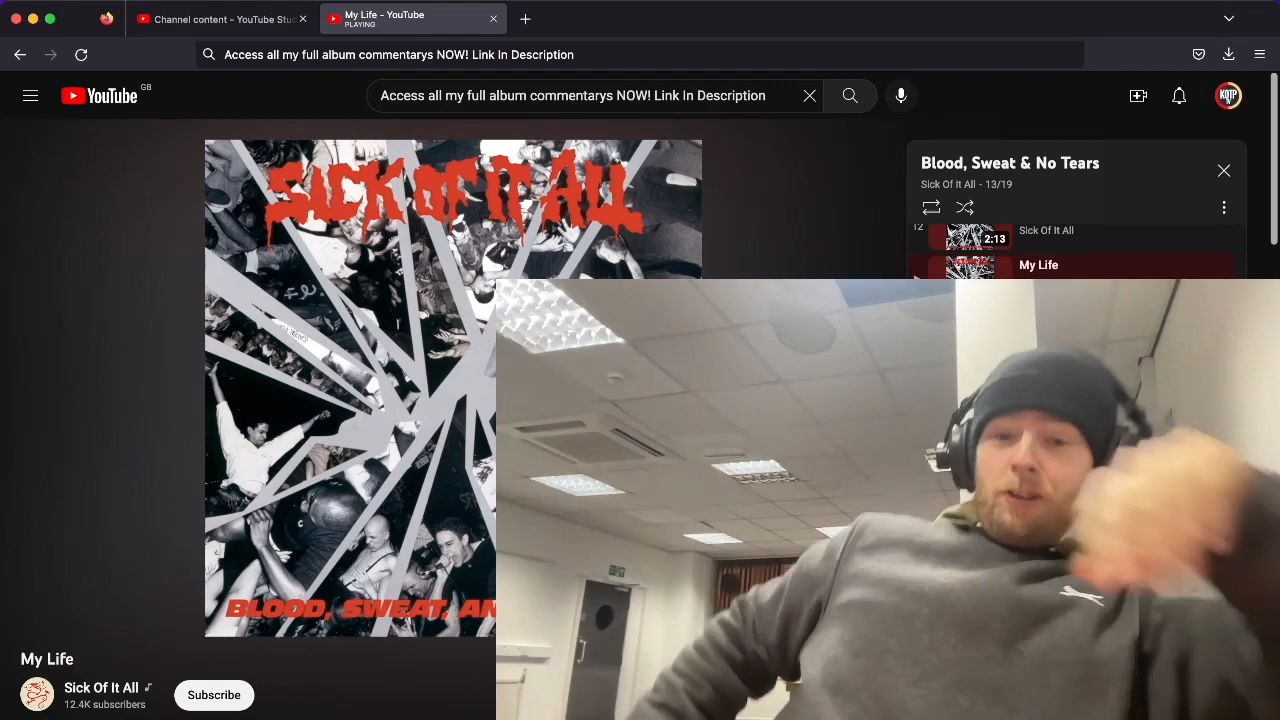 Channel content - YouTube Stud
My Life - YouTube
PLAYING
Access all my full album commentarys NOW! Link In Description
YouTube
GB
Access all my full album commentarys NOW! Link In Description
KOTP
SICK OF IT ALL
BLOOD, SWEAT, AN
Blood, Sweat & No Tears
Sick Of It All - 13/19
12
2:13
Sick Of It All
My Life
My Life
Sick Of It All
12.4K subscribers
Subscribe